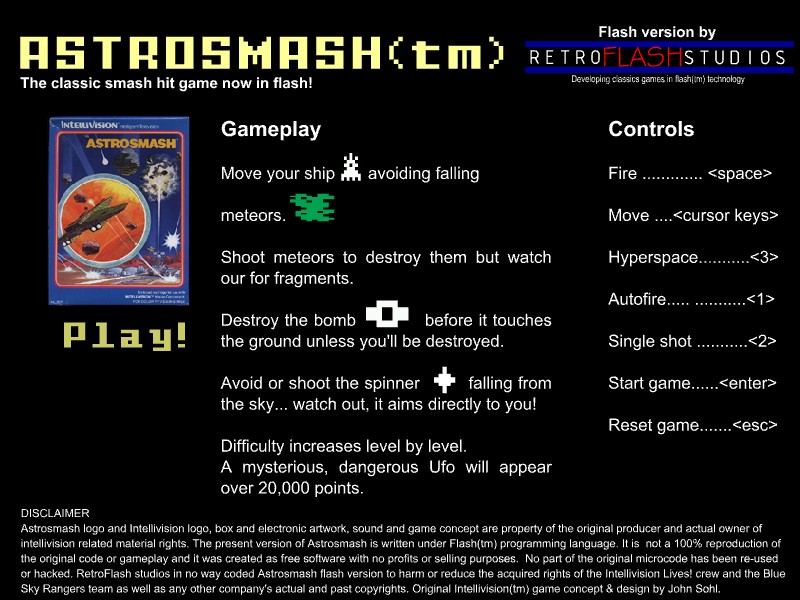 ASTROSMASH(tm)
The classic smash hit game now in flash!
Flash version by
RETROFLASHSTUDIOS
Developing classics games in flash(tm) technology
INTELLIVISION
ASTROSMASH
Play!
Gameplay
Move your ship avoiding falling
meteors.
Shoot meteors to destroy them but watch
our for fragments.
Destroy the bomb before it touches
the ground unless you'll be destroyed.
Avoid or shoot the spinner falling from
the sky... watch out, it aims directly to you!
Difficulty increases level by level.
A mysterious, dangerous Ufo will appear
over 20,000 points.
Controls
Fire ............. <space>
Move ....<cursor keys>
Hyperspace...........<3>
Autofire..... ...........<1>
Single shot ...........<2>
Start game......<enter>
Reset game.......<esc>
DISCLAIMER
Astrosmash logo and Intellivision logo, box and electronic artwork, sound and game concept are property of the original producer and actual owner of
intellivision related material rights. The present version of Astrosmash is written under Flash(tm) programming language. It is  not a 100% reproduction of
the original code or gameplay and it was created as free software with no profits or selling purposes.  No part of the original microcode has been re-used
or hacked. RetroFlash studios in no way coded Astrosmash flash version to harm or reduce the acquired rights of the Intellivision Lives! crew and the Blue
Sky Rangers team as well as any other company's actual and past copyrights. Original Intellivision(tm) game concept & design by John Sohl.